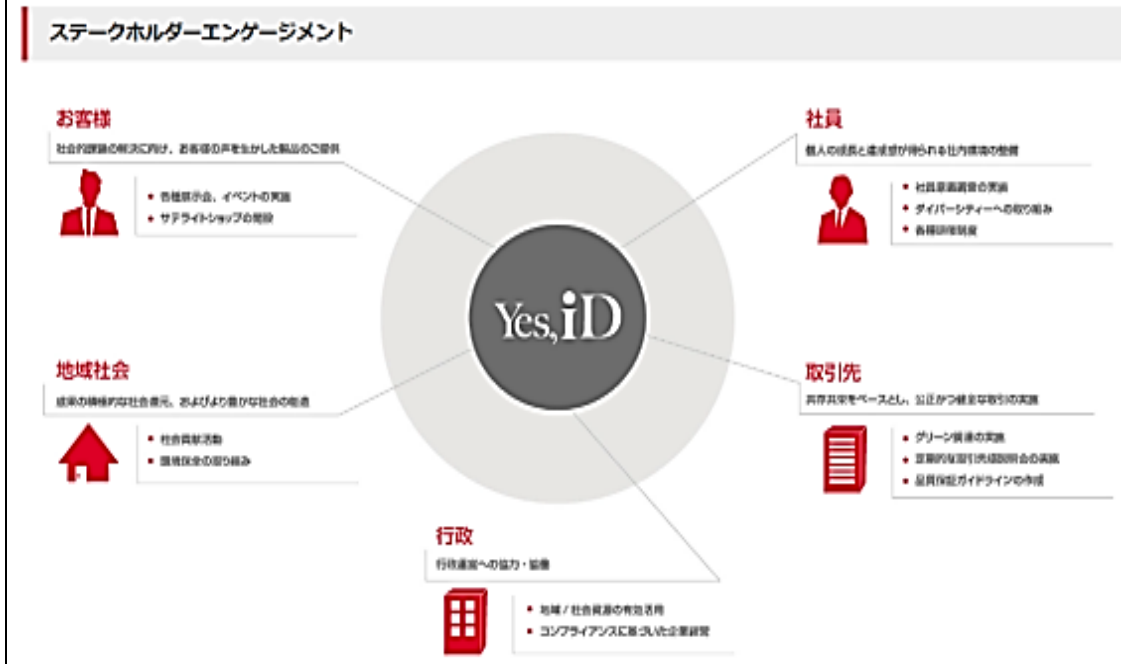 ステークホルダーエンゲージメント
お客様
社会的課題の解決に向け、お客様の声を生かした製品のご提供
各種展示会、イベントの実施
サテライトショップの開設
社員
個人の成長と達成感が得られる社内環境の整備
社員意識調査の実施
ダイバーシティーへの取り組み
各種研修制度
Yes, iD
地域社会
成果の積極的な社会還元、およびより豊かな社会の創造
社会貢献活動
環境保全の取り組み
取引先
共存共栄をベースとし、公正かつ健全な取引の実施
グリーン調達の実施
定期的な取引先様説明会の実施
品質保証ガイドラインの作成
行政
行政運営への協力・協働
地域 / 社会資源の有効活用
コンプライアンスに基づいた企業経営